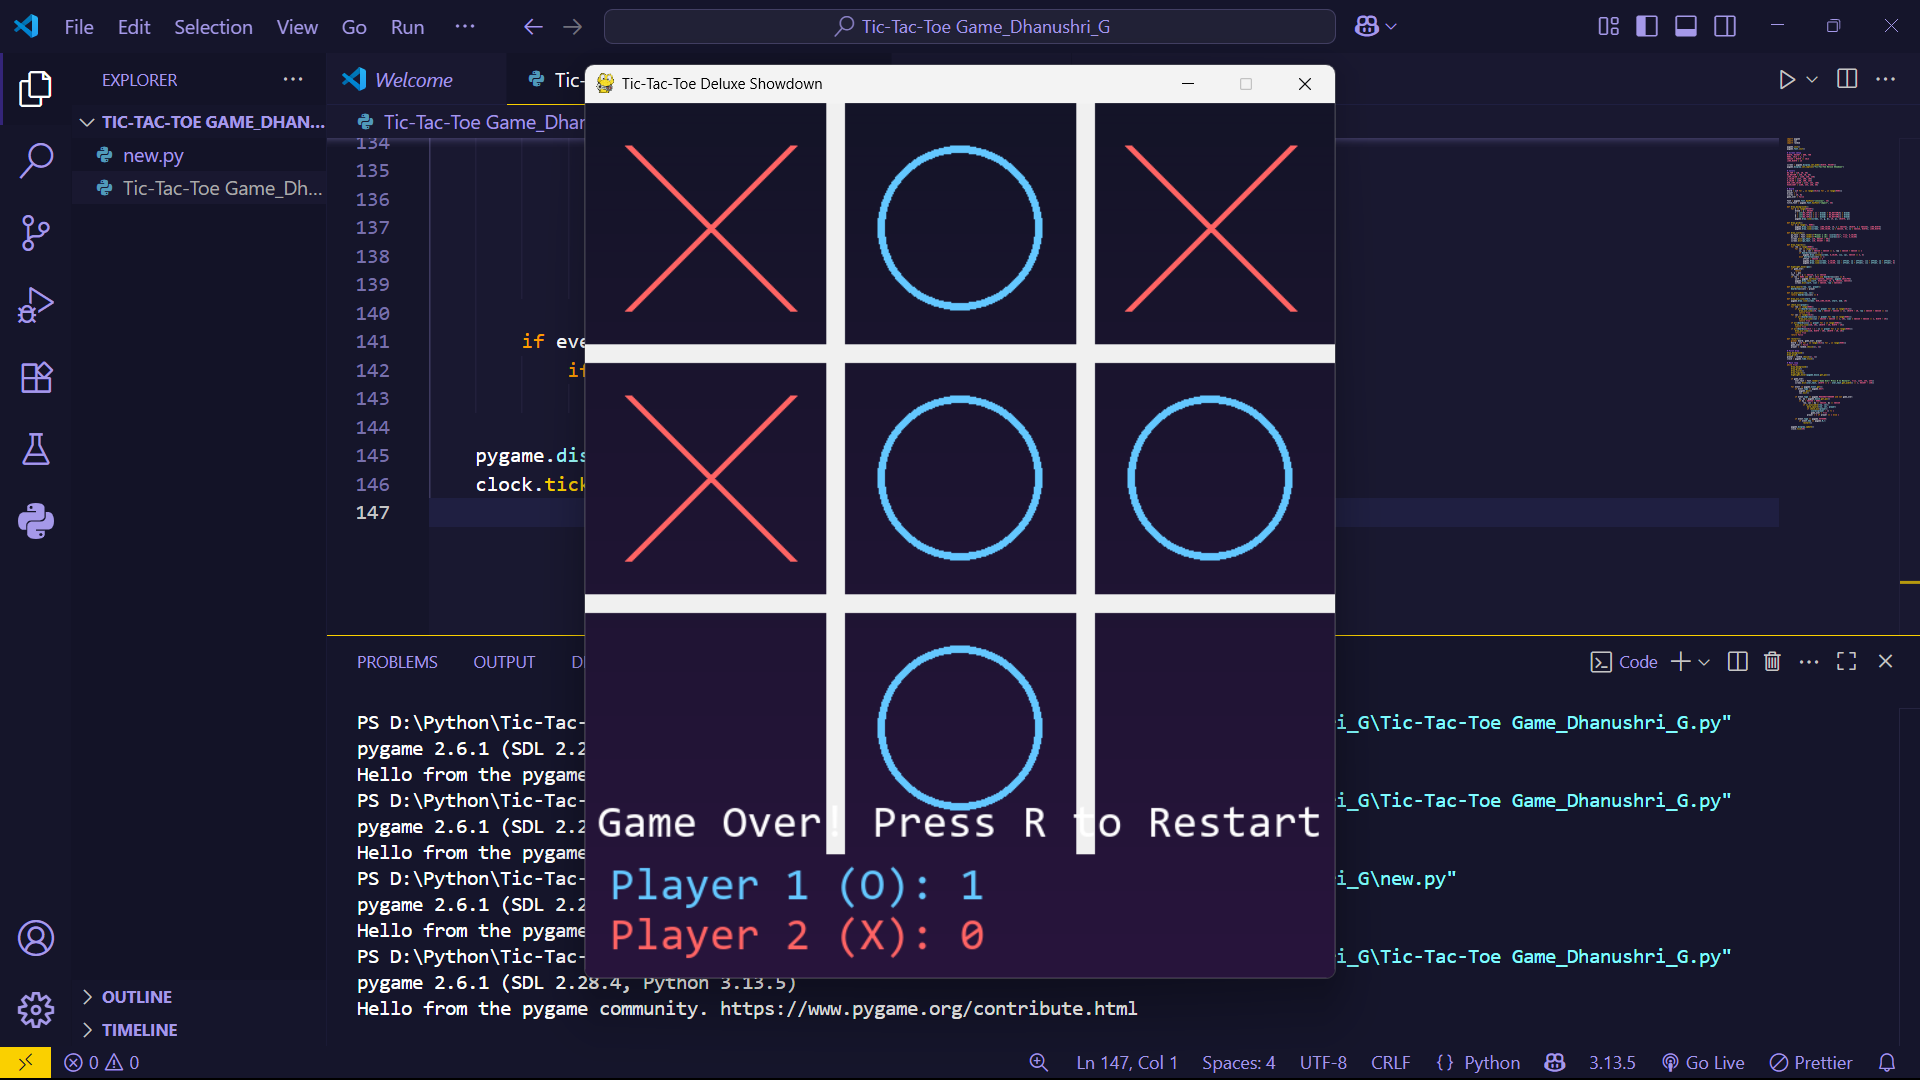 File Edit Selection View Go Run ···
Tic-Tac-Toe Game_Dhanushri_G
EXPLORER
TIC-TAC-TOE GAME_DHAN...
new.py
Tic-Tac-Toe Game_Dh...
OUTLINE
TIMELINE
Welcome
Tic-
Tic-Tac-Toe Game_Dhar
134
135
136
137
138
139
140
141 if eve
142 if
143
144
145 pygame.dis
146 clock.tick
147
Tic-Tac-Toe Deluxe Showdown
Game Over! Press R to Restart
Player 1 (O): 1
Player 2 (X): 0
PROBLEMS OUTPUT D
Code
PS D:\Python\Tic-Tac- i_G\Tic-Tac-Toe Game_Dhanushri_G.py"
pygame 2.6.1 (SDL 2.2
Hello from the pygame
PS D:\Python\Tic-Tac- i_G\Tic-Tac-Toe Game_Dhanushri_G.py"
pygame 2.6.1 (SDL 2.2
Hello from the pygame
PS D:\Python\Tic-Tac- i_G\new.py"
pygame 2.6.1 (SDL 2.2
Hello from the pygame
PS D:\Python\Tic-Tac- i_G\Tic-Tac-Toe Game_Dhanushri_G.py"
pygame 2.6.1 (SDL 2.28.4, Python 3.13.5)
Hello from the pygame community. https://www.pygame.org/contribute.html
0 0 Ln 147, Col 1 Spaces: 4 UTF-8 CRLF {} Python 3.13.5 Go Live Prettier